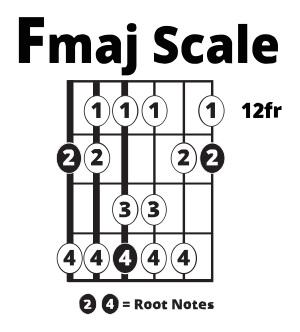 Fmaj Scale
1 1 1 1 12fr
2 2 2 2
3 3
4 4 4 4 4
2 4 = Root Notes